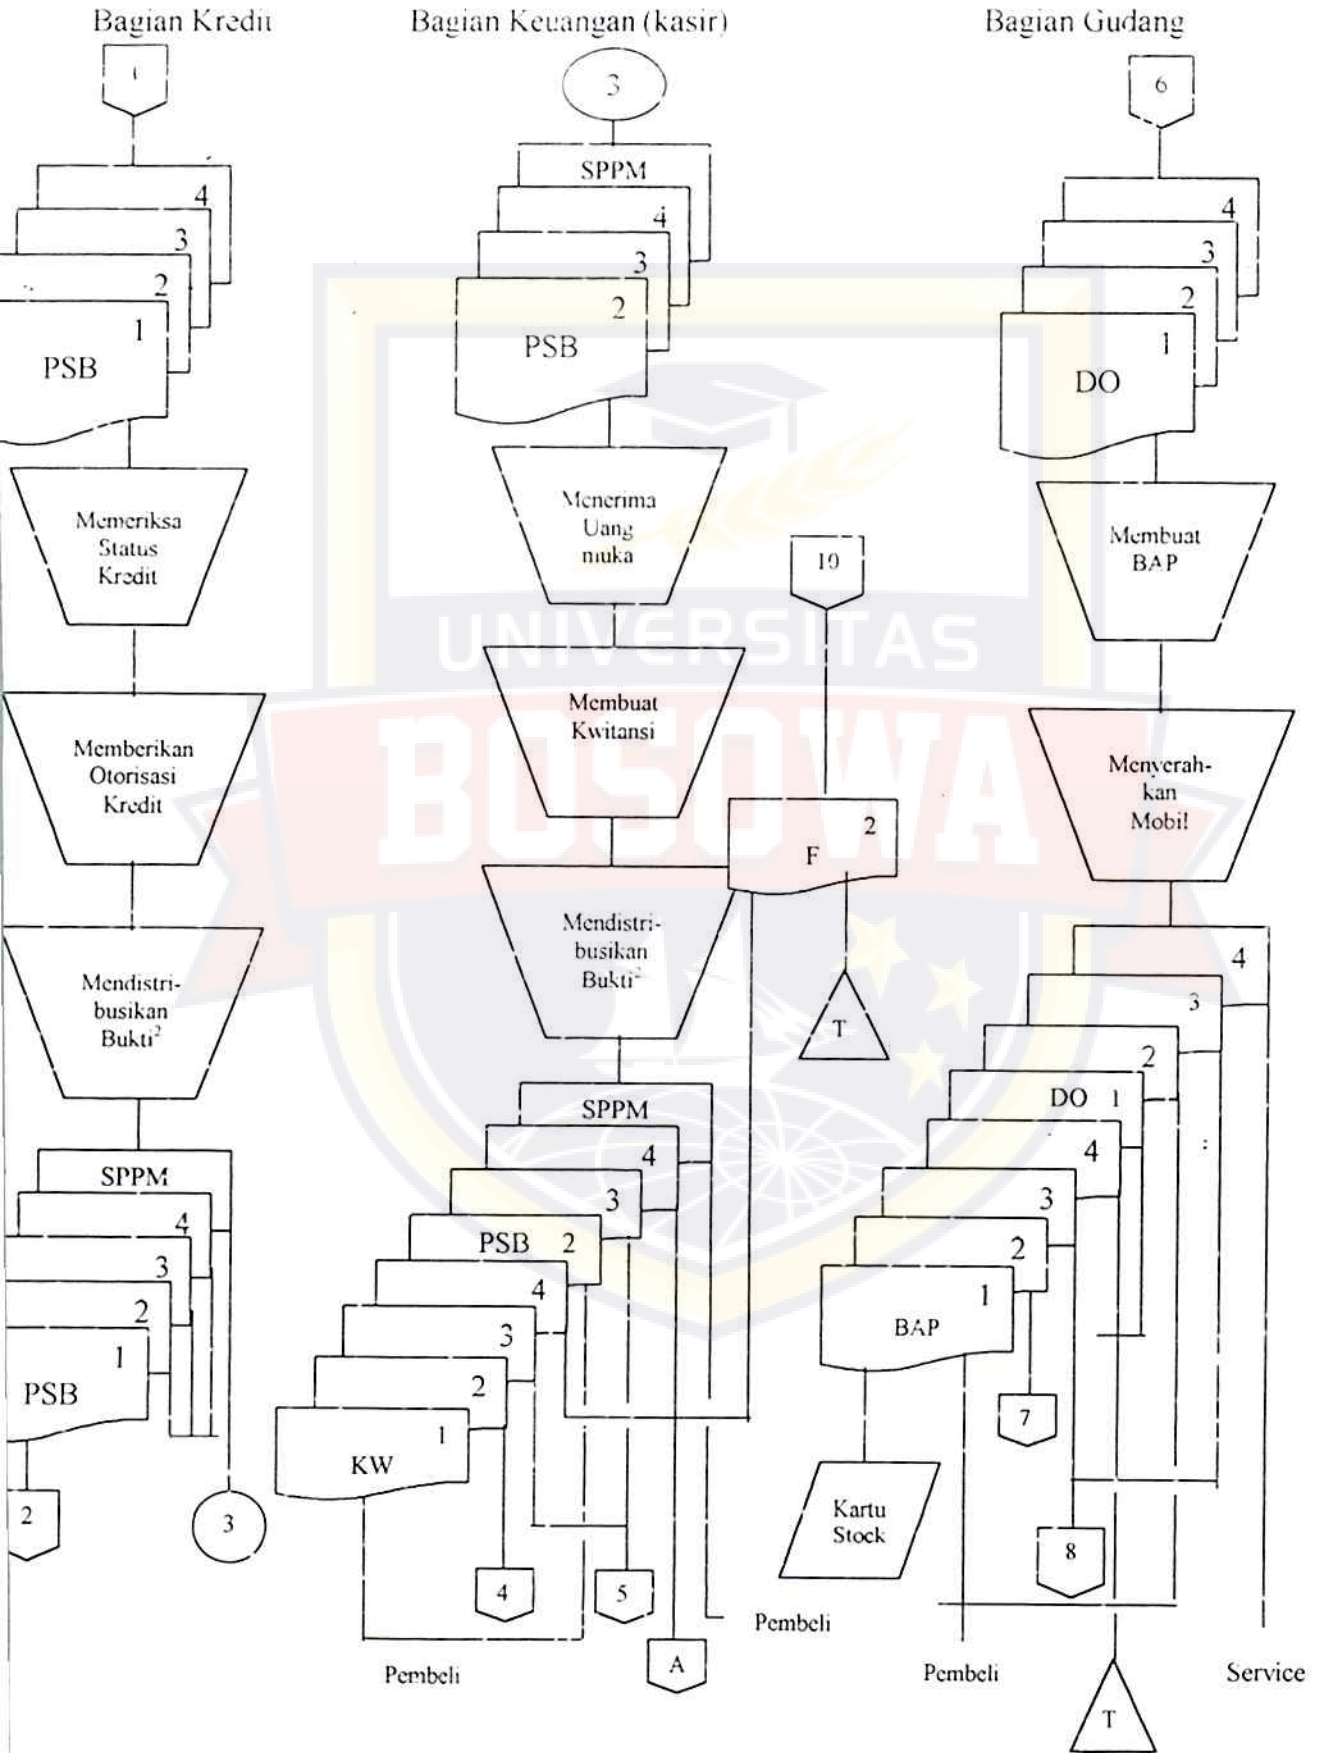 Bagian Kredit
1
4
3
2
1
PSB
Memeriksa
Status
Kredit
Memberikan
Otorisasi
Kredit
Mendistri-
busikan
Bukti²
SPPM
4
3
2
1
PSB
2
3
Bagian Keuangan (kasir)
3
SPPM
4
3
2
PSB
Menerima
Uang
muka
Membuat
Kwitansi
Mendistri-
busikan
Bukti²
10
2
F
T
SPPM
4
3
PSB 2
4
3
2
1
KW
4
5
A
Pembeli
Pembeli
Bagian Gudang
6
4
3
2
1
DO
Membuat
BAP
Menyerah-
kan
Mobil
4
3
2
DO 1
4
3
2
1
BAP
7
Kartu
Stock
8
Pembeli
T
Service
UNIVERSITAS
BOSOWA